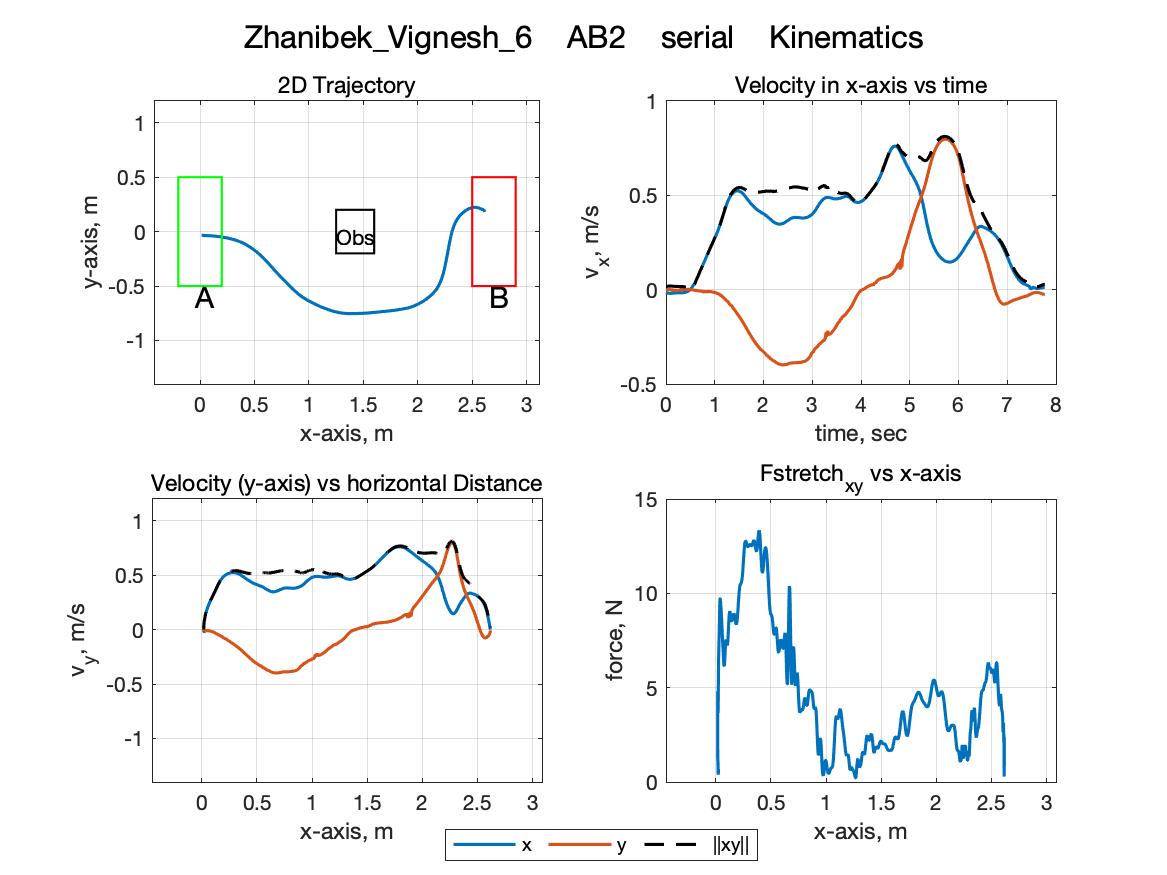 Zhanibek_Vignesh_6 AB2 serial Kinematics
2D Trajectory
1
0.5
0
-0.5
-1
y-axis, m
A
Obs
B
0 0.5 1 1.5 2 2.5 3
x-axis, m
Velocity in x-axis vs time
1
0.5
0
-0.5
v_x, m/s
0 1 2 3 4 5 6 7 8
time, sec
Velocity (y-axis) vs horizontal Distance
1
0.5
0
-0.5
-1
v_y, m/s
0 0.5 1 1.5 2 2.5 3
x-axis, m
Fstretch_xy vs x-axis
15
10
5
0
force, N
0 0.5 1 1.5 2 2.5 3
x-axis, m
x y ||xy||